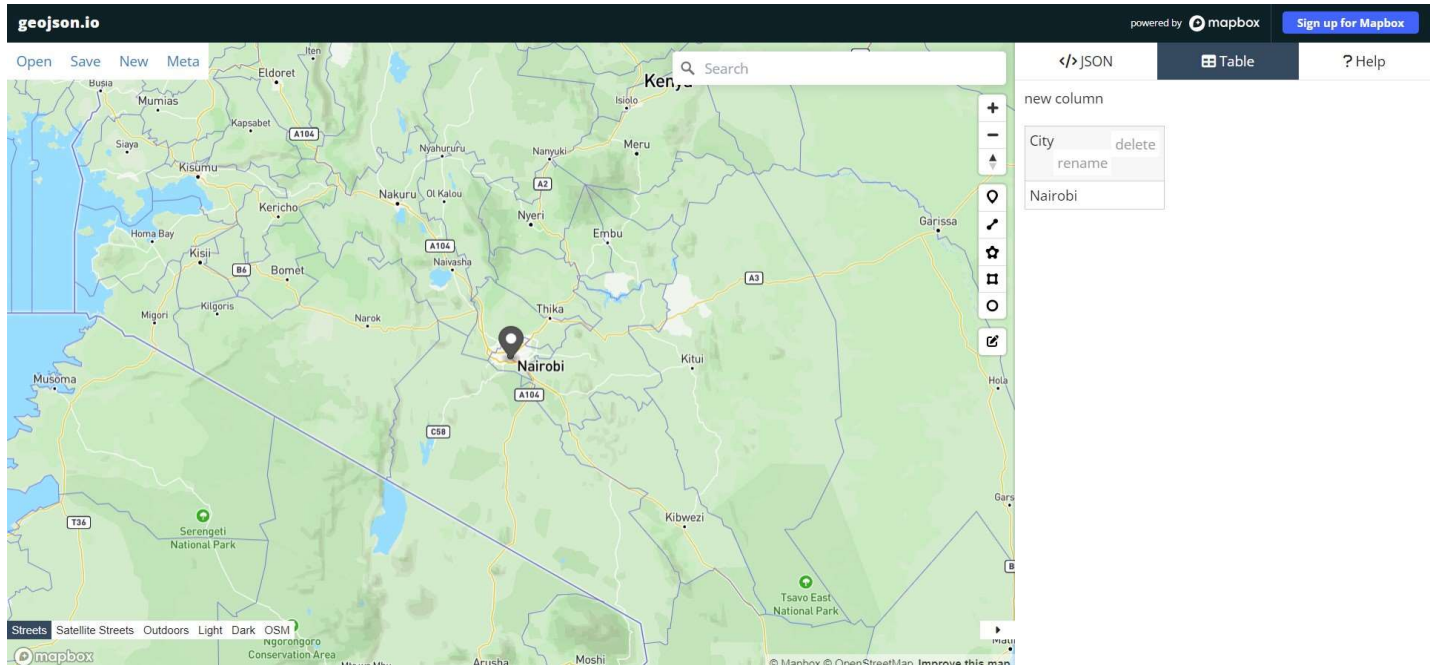 geojson.io
powered by mapbox
Sign up for Mapbox
Open Save New Meta
Search
</> JSON
Table
? Help
new column
City
delete
rename
Nairobi
Iten
Eldoret
Kenya
Busia
Mumias
Isiolo
Kapsabet
A104
Siaya
Nyahururu
Nanyuki
Meru
Kisumu
A2
Nakuru
Ol Kalou
Kericho
Nyeri
Garissa
Homa Bay
Embu
Kisii
A104
B6
Bomet
Naivasha
A3
Kilgoris
Thika
Migori
Narok
Nairobi
Kitui
Musoma
Hola
A104
C58
Gars
T36
Kibwezi
Serengeti
National Park
B
Tsavo East
National Park
Streets Satellite Streets Outdoors Light Dark OSM
Ngorongoro
Conservation Area
Arusha
Moshi
mapbox
© Mapbox © OpenStreetMap Improve this map